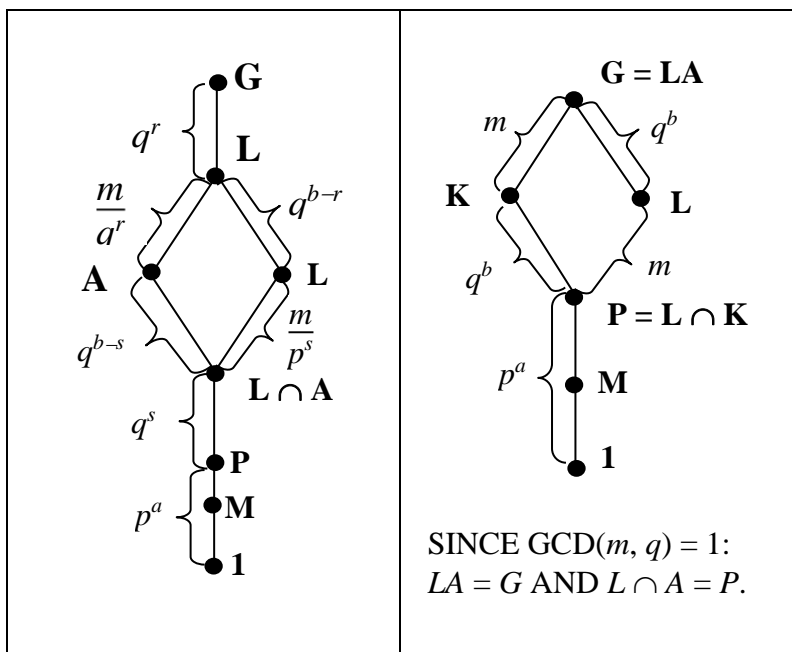 G
q^r
L
m/q^r
q^{b–r}
A
L
q^{b–s}
m/p^s
L ∩ A
q^s
P
p^a
M
1
G = LA
m
q^b
K
L
q^b
m
P = L ∩ K
p^a
M
1
SINCE GCD(m, q) = 1:
LA = G AND L ∩ A = P.